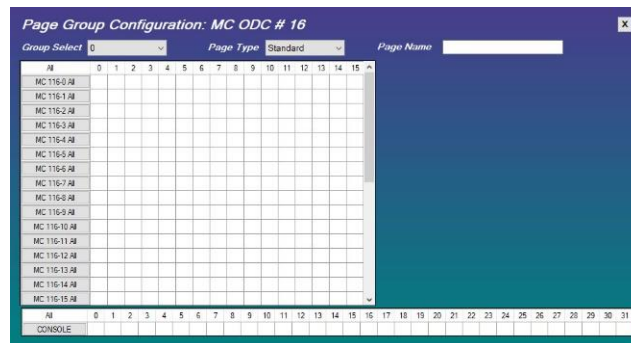 Page Group Configuration: MC ODC # 16
X
Group Select 0 Page Type Standard Page Name
All 0 1 2 3 4 5 6 7 8 9 10 11 12 13 14 15
MC 116-0 All
MC 116-1 All
MC 116-2 All
MC 116-3 All
MC 116-4 All
MC 116-5 All
MC 116-6 All
MC 116-7 All
MC 116-8 All
MC 116-9 All
MC 116-10 All
MC 116-11 All
MC 116-12 All
MC 116-13 All
MC 116-14 All
MC 116-15 All
All 0 1 2 3 4 5 6 7 8 9 10 11 12 13 14 15 16 17 18 19 20 21 22 23 24 25 26 27 28 29 30 31
CONSOLE